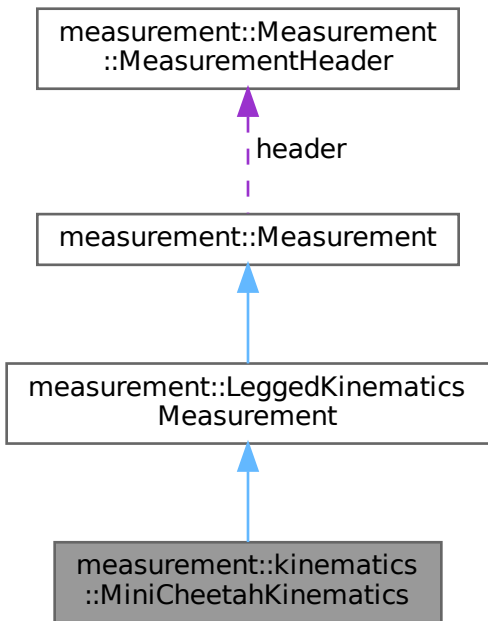 measurement::Measurement
::MeasurementHeader
header
measurement::Measurement
measurement::LeggedKinematics
Measurement
measurement::kinematics
::MiniCheetahKinematics